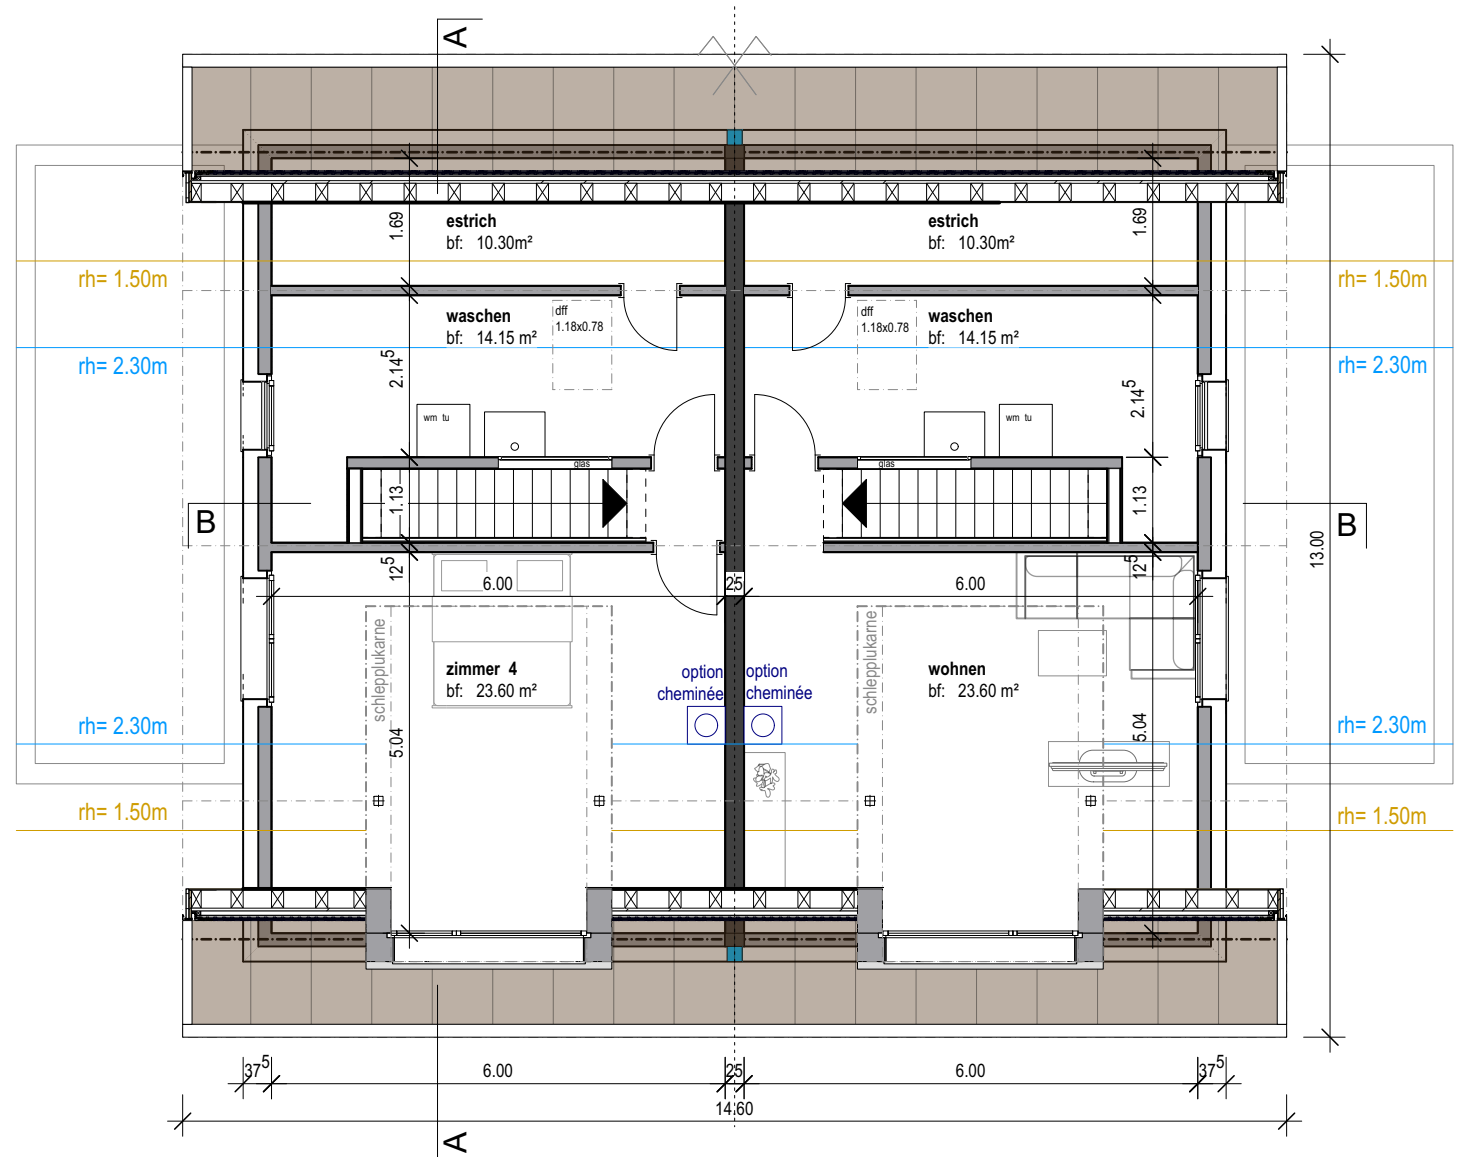 A
1.69
estrich
bf: 10.30m²
estrich
bf: 10.30m²
1.69
rh= 1.50m
rh= 1.50m
waschen
bf: 14.15 m²
dff
1.18x0.78
dff
1.18x0.78
waschen
bf: 14.15 m²
rh= 2.30m
rh= 2.30m
2.14⁵
2.14⁵
wm tu
wm tu
glas
glas
B
1.13
1.13
B
13.00
12⁵
6.00
25
6.00
12⁵
schlepplukarne
zimmer 4
bf: 23.60 m²
option
cheminée
option
cheminée
schlepplukarne
wohnen
bf: 23.60 m²
rh= 2.30m
5.04
5.04
rh= 2.30m
rh= 1.50m
rh= 1.50m
37⁵
6.00
25
6.00
37⁵
14.60
A